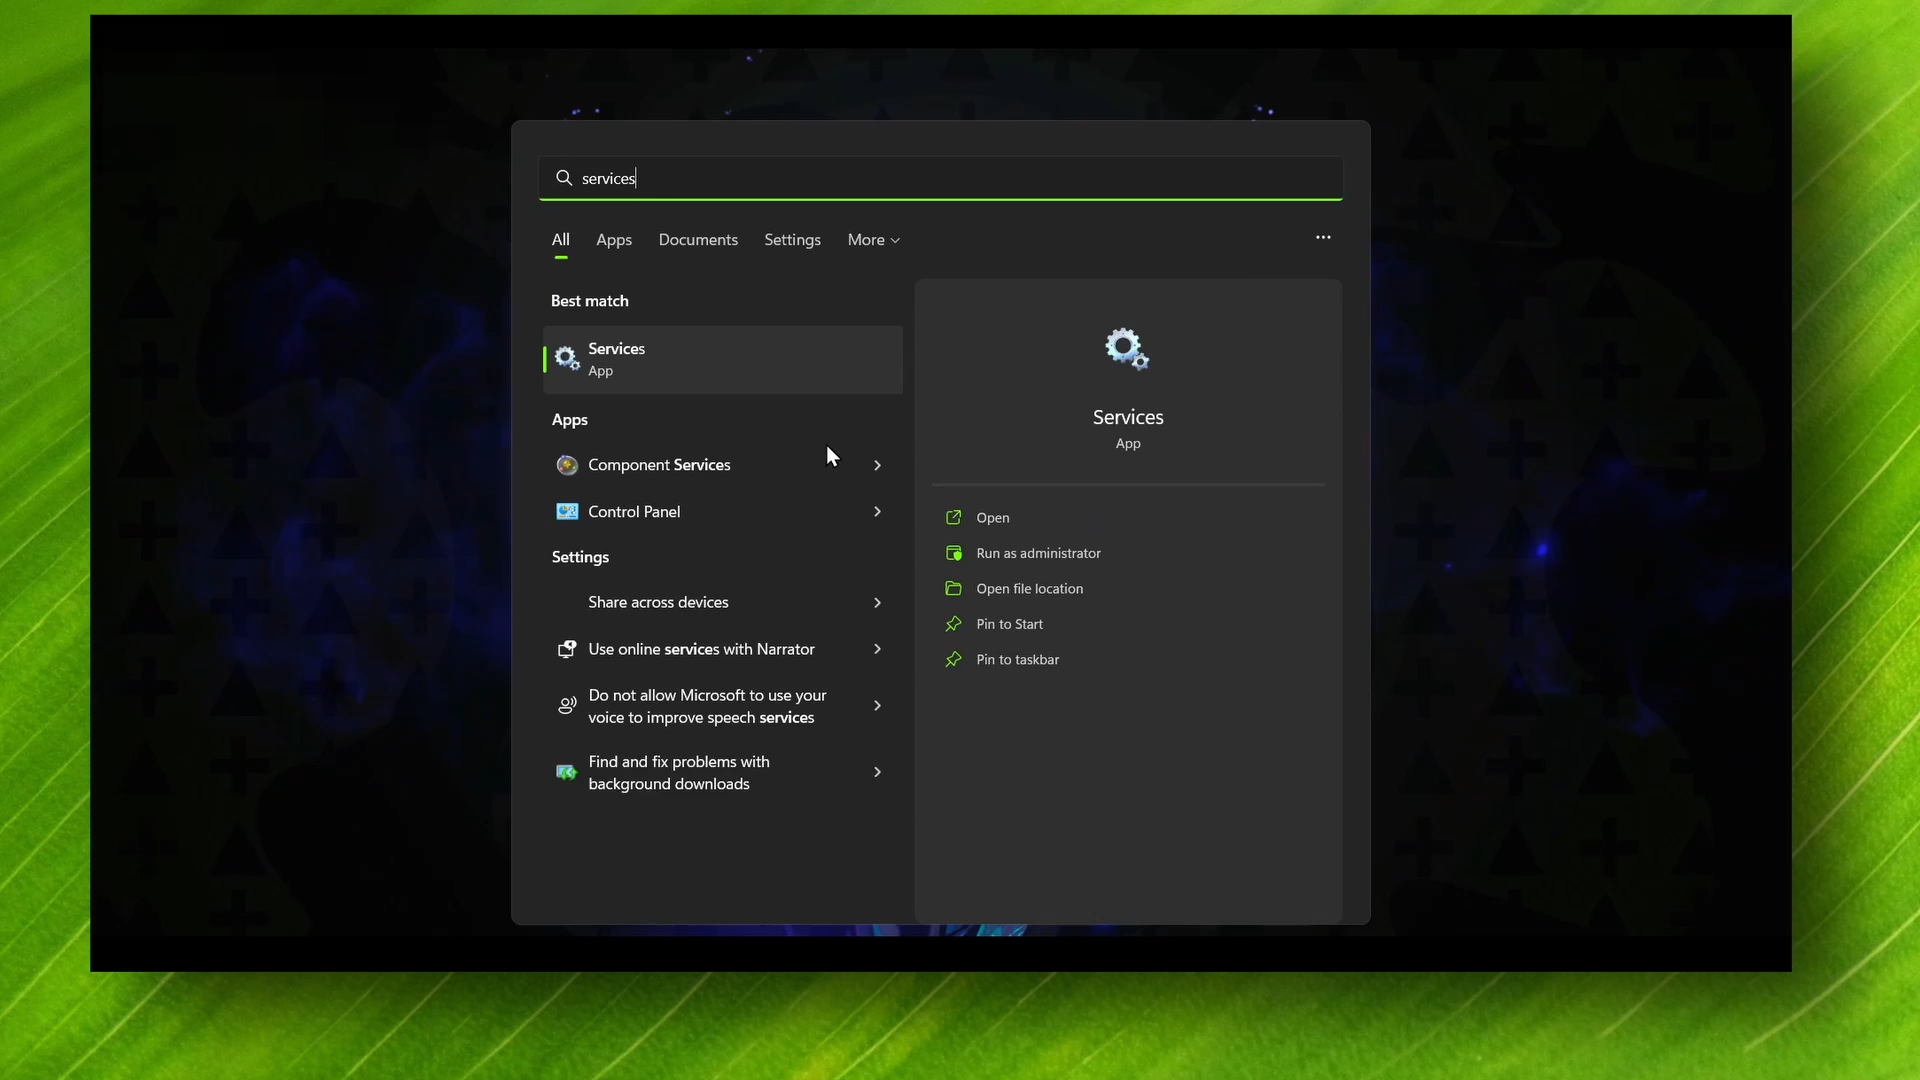 services
All Apps Documents Settings More
Best match
Services
App
Apps
Component Services
Control Panel
Settings
Share across devices
Use online services with Narrator
Do not allow Microsoft to use your
voice to improve speech services
Find and fix problems with
background downloads
Services
App
Open
Run as administrator
Open file location
Pin to Start
Pin to taskbar